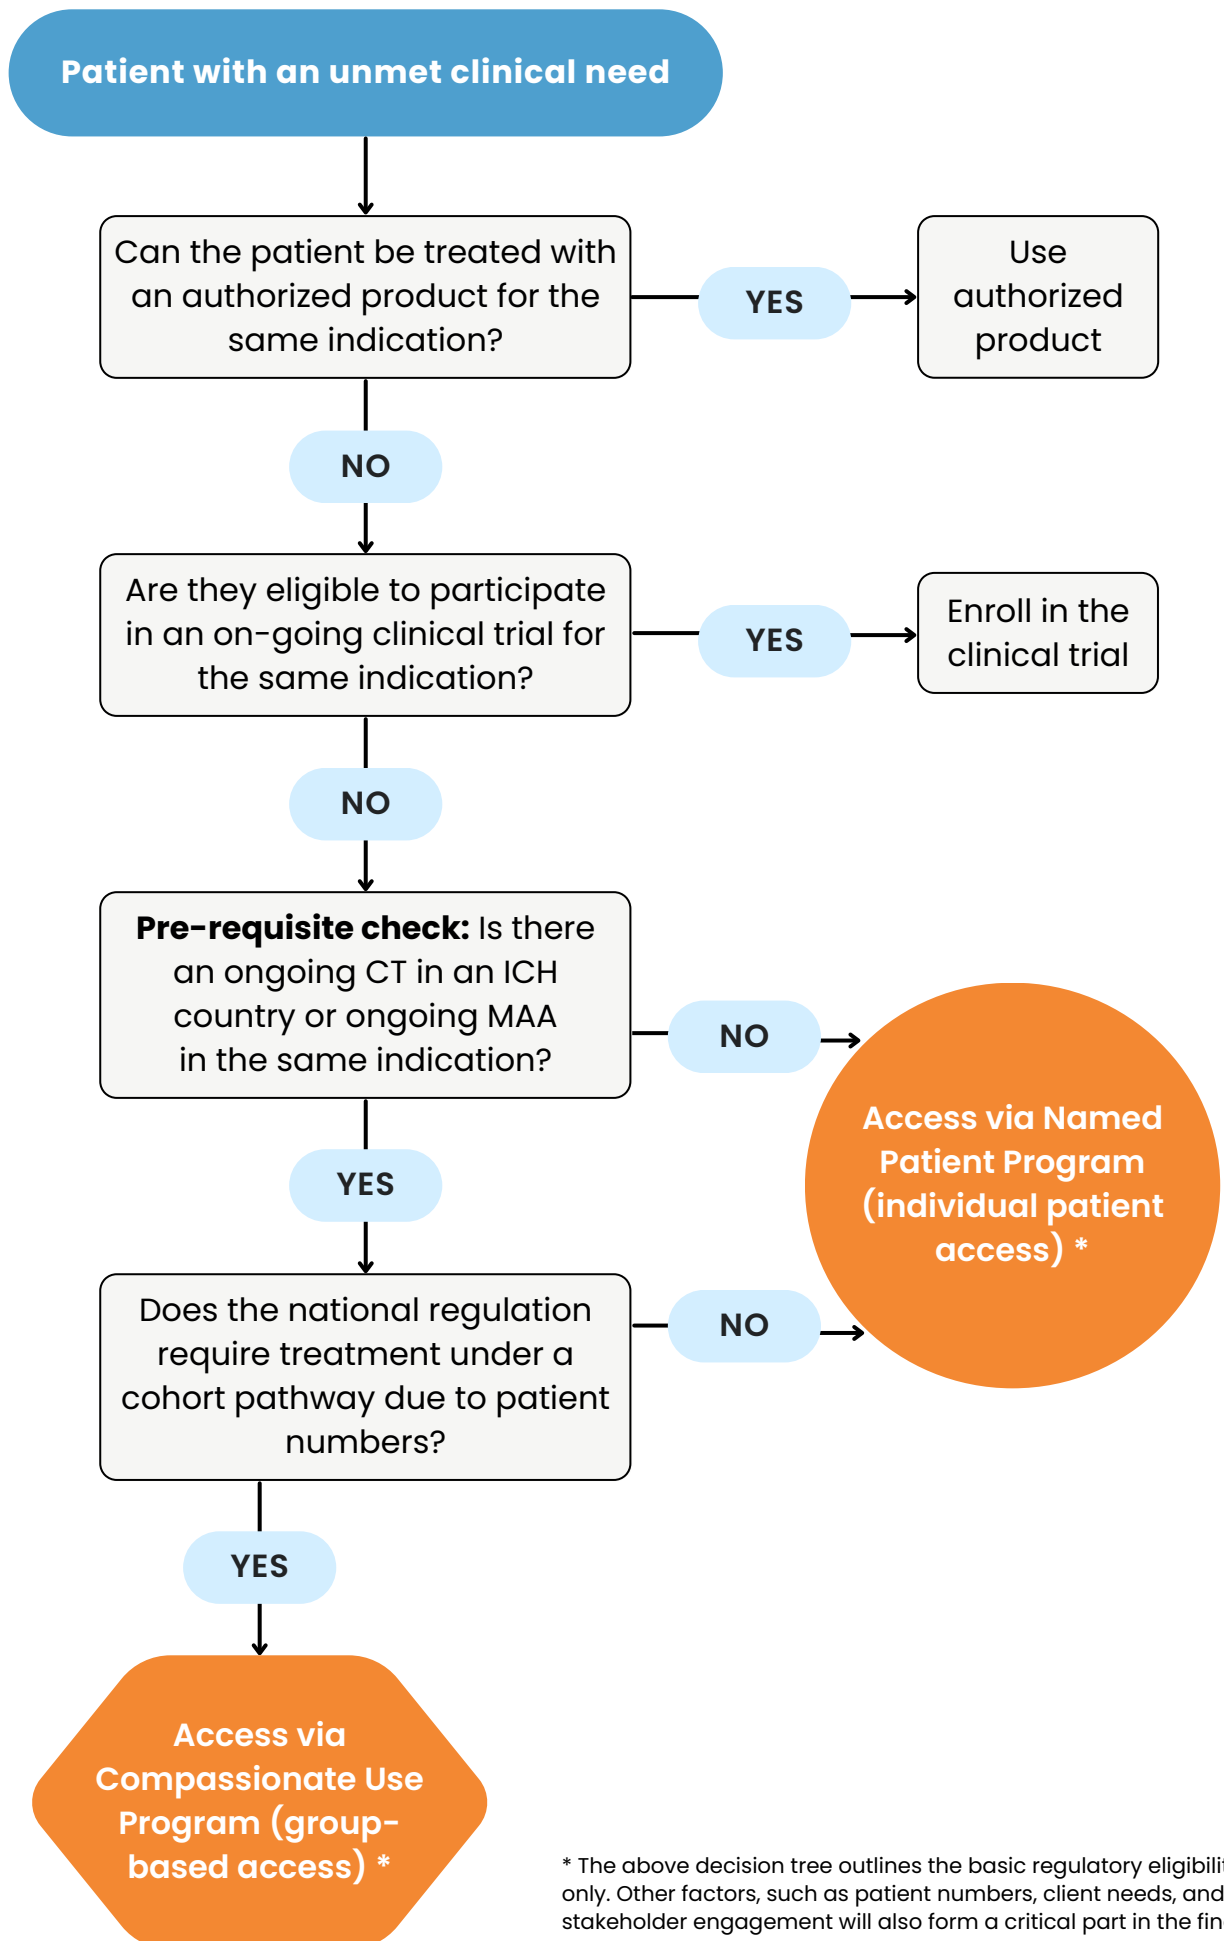 Patient with an unmet clinical need
Can the patient be treated with
an authorized product for the
same indication?
YES
Use
authorized
product
NO
Are they eligible to participate
in an on-going clinical trial for
the same indication?
YES
Enroll in the
clinical trial
NO
Pre-requisite check: Is there
an ongoing CT in an ICH
country or ongoing MAA
in the same indication?
NO
Access via Named
Patient Program
(individual patient
access) *
YES
Does the national regulation
require treatment under a
cohort pathway due to patient
numbers?
NO
YES
Access via
Compassionate Use
Program (group-
based access) *
* The above decision tree outlines the basic regulatory
only. Other factors, such as patient numbers, client needs, and
stakeholder engagement will also form a critical part in the